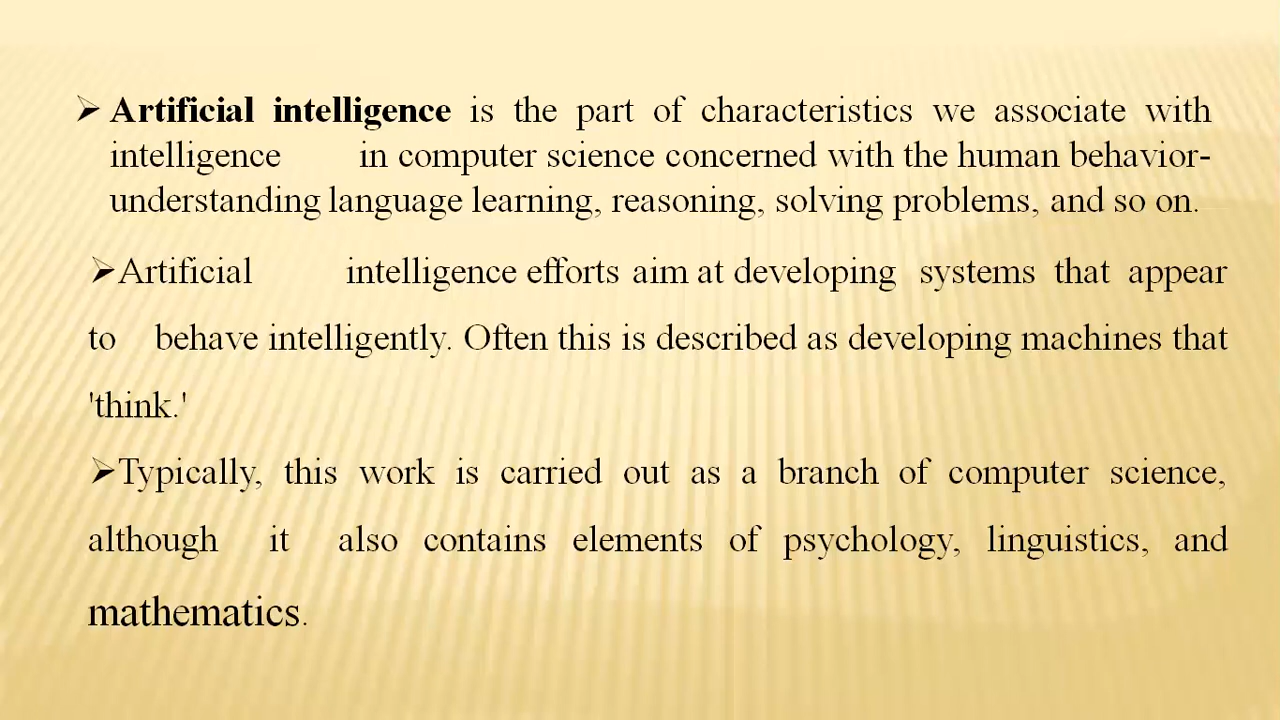 ➢ Artificial intelligence is the part of characteristics we associate with
intelligence in computer science concerned with the human behavior-
understanding language learning, reasoning, solving problems, and so on.
➢Artificial intelligence efforts aim at developing systems that appear
to behave intelligently. Often this is described as developing machines that
'think.'
➢Typically, this work is carried out as a branch of computer science,
although it also contains elements of psychology, linguistics, and
mathematics.